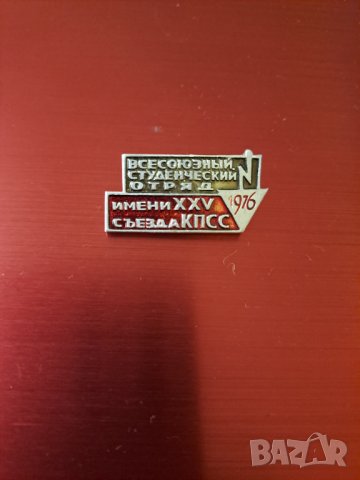 ВСЕСОЮЗНЫЙ
СТУДЕНЧЕСКИЙ
ОТРЯД
ИМЕНИ XXV
СЪЕЗДА КПСС
1976
BAZAR